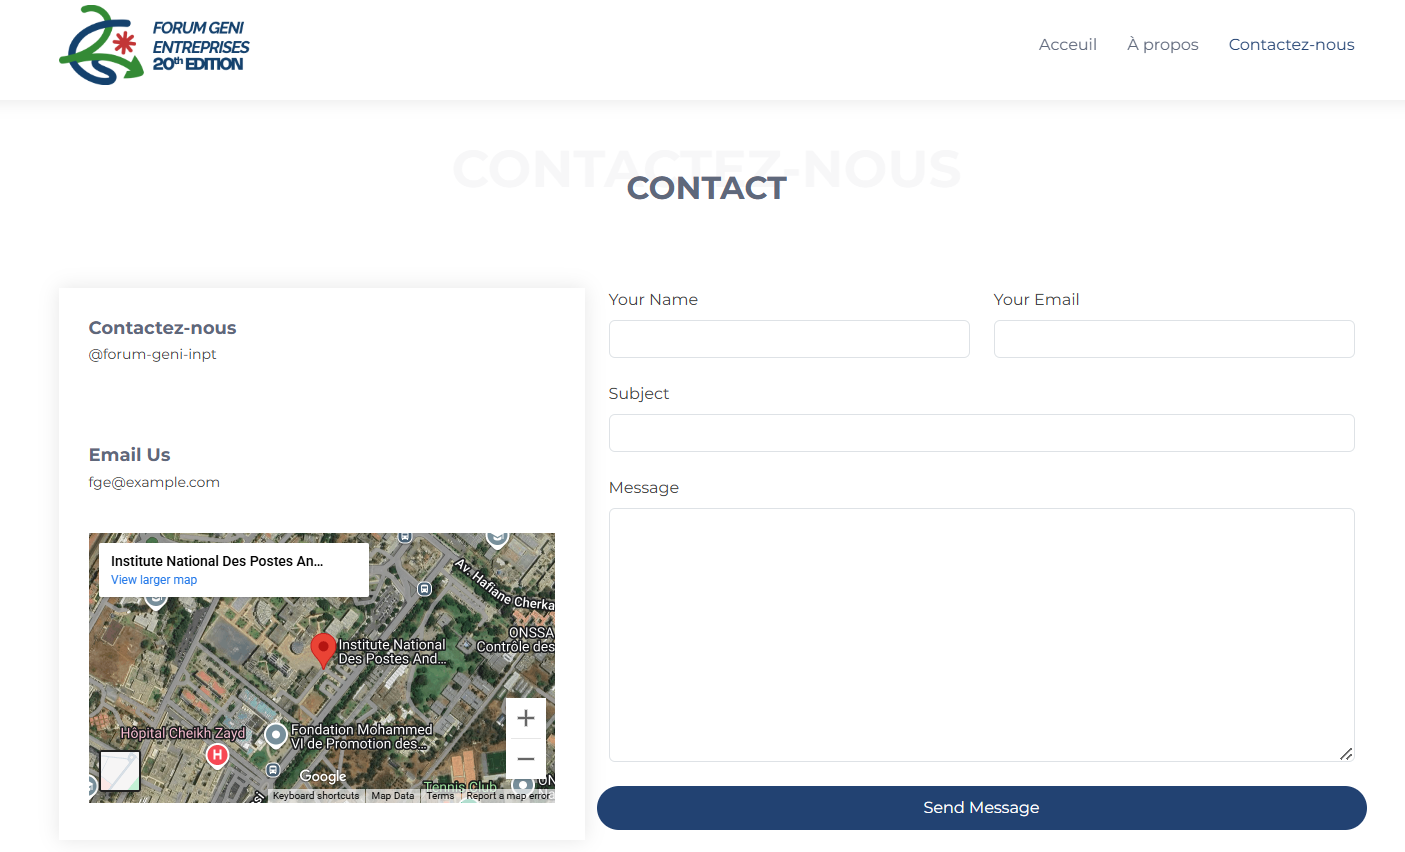 FORUM GENI
ENTREPRISES
20th EDITION
Acceuil
À propos
Contactez-nous
CONTACTEZ-NOUS
CONTACT
Contactez-nous
@forum-geni-inpt
Email Us
fge@example.com
Institute National Des Postes An...
View larger map
Av. Hafiane Cherka
ONSSA
Contrôle des
Institute National
Des Postes And...
Hôpital Cheikh Zayd
H
Fondation Mohammed
VI de Promotion des...
Tennis Club
ON
Google
Keyboard shortcuts
Map Data
Terms
Report a map error
Your Name
Your Email
Subject
Message
Send Message